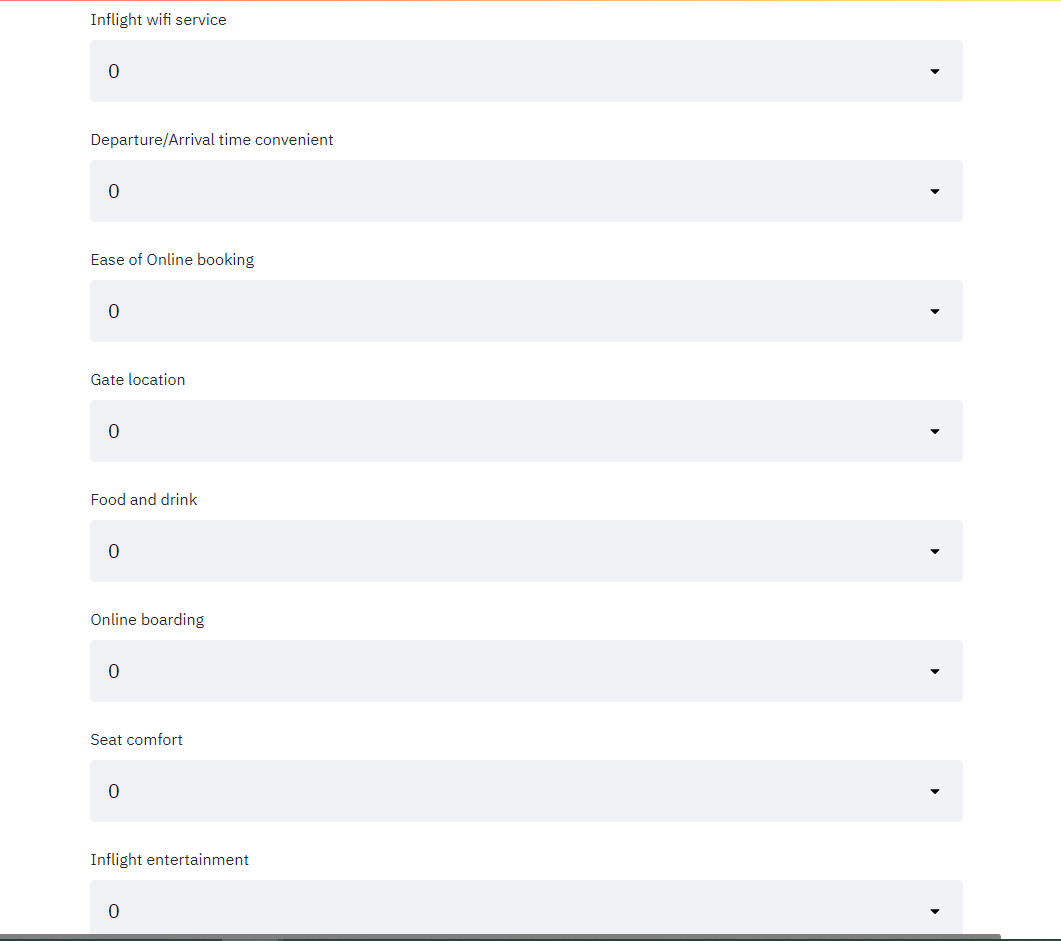 Inflight wifi service
0
Departure/Arrival time convenient
0
Ease of Online booking
0
Gate location
0
Food and drink
0
Online boarding
0
Seat comfort
0
Inflight entertainment
0